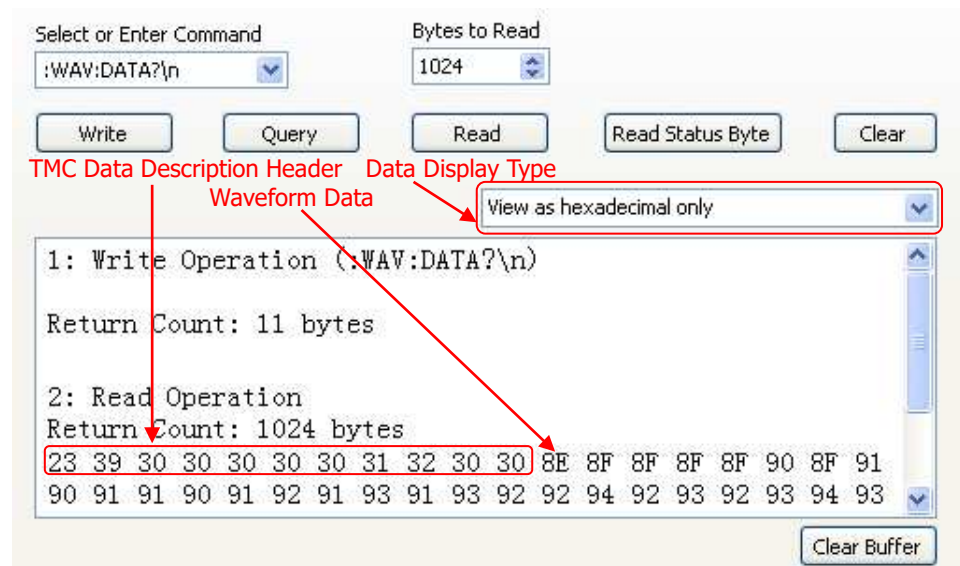 Select or Enter Command Bytes to Read
:WAV:DATA?\n 1024
Write Query Read Read Status Byte Clear
TMC Data Description Header Data Display Type
Waveform Data
View as hexadecimal only
1: Write Operation (:WAV:DATA?\n)
Return Count: 11 bytes
2: Read Operation
Return Count: 1024 bytes
23 39 30 30 30 30 30 31 32 30 30 8E 8F 8F 8F 8F 90 8F 91
90 91 91 90 91 92 91 93 91 93 92 92 94 92 93 92 93 94 93
Clear Buffer